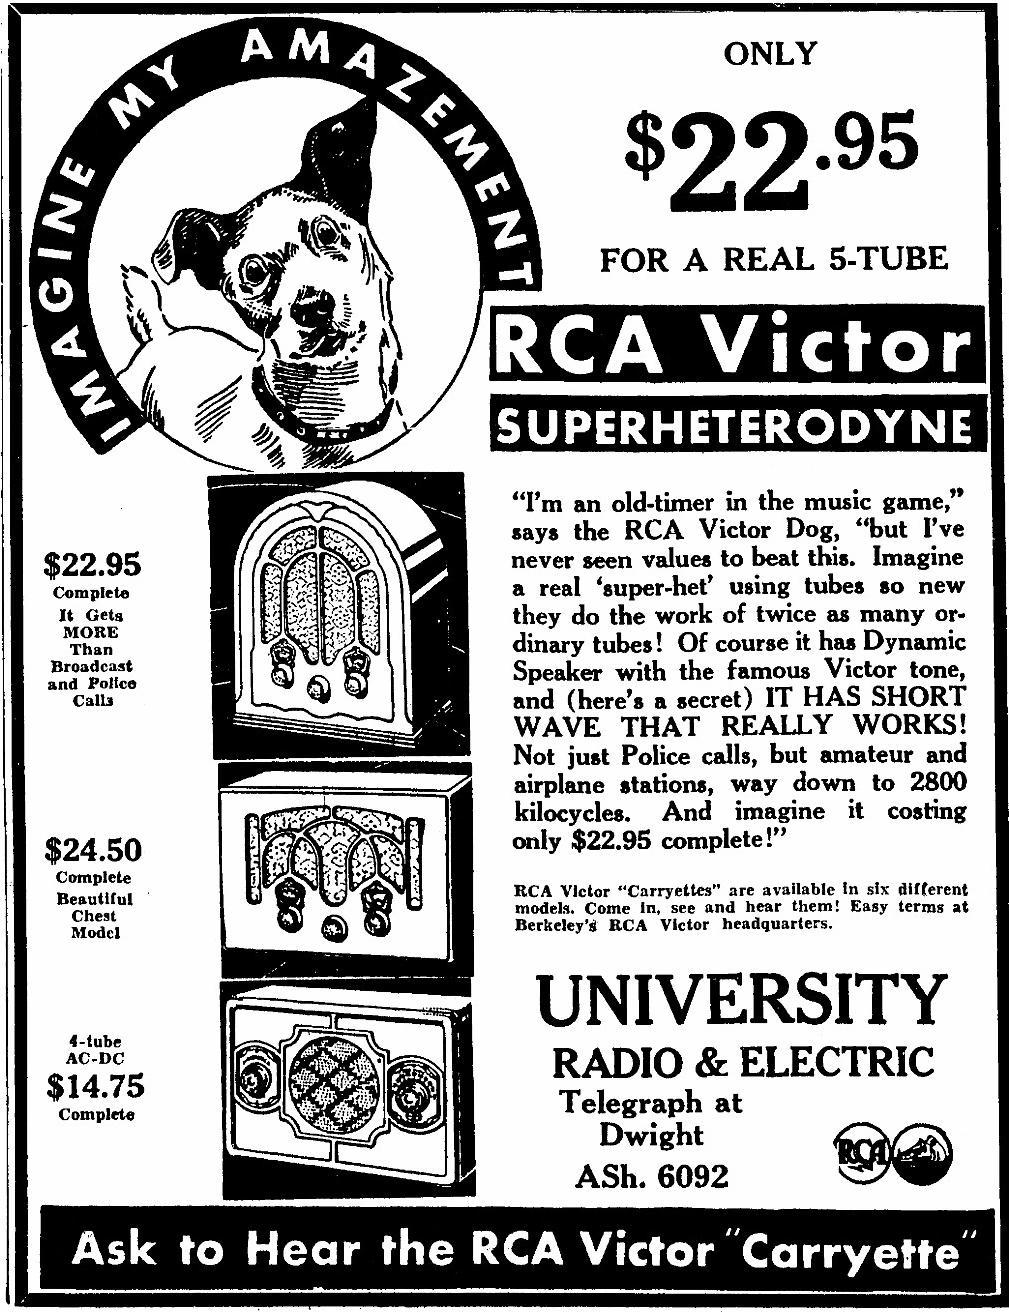 IMAGINE MY AMAZEMENT
ONLY
$22.95
FOR A REAL 5-TUBE
RCA Victor
SUPERHETERODYNE
"I'm an old-timer in the music game,"
says the RCA Victor Dog, "but I've
never seen values to beat this. Imagine
a real 'super-het' using tubes so new
they do the work of twice as many or-
dinary tubes! Of course it has Dynamic
Speaker with the famous Victor tone,
and (here's a secret) IT HAS SHORT
WAVE THAT REALLY WORKS!
Not just Police calls, but amateur and
airplane stations, way down to 2800
kilocycles. And imagine it costing
only $22.95 complete!"
RCA Victor "Carryettes" are available in six different
models. Come in, see and hear them! Easy terms at
Berkeley's RCA Victor headquarters.
$22.95
Complete
It Gets
MORE
Than
Broadcast
and Police
Calls
$24.50
Complete
Beautiful
Chest
Model
4-tube
AC-DC
$14.75
Complete
UNIVERSITY
RADIO & ELECTRIC
Telegraph at
Dwight
ASh. 6092
RCA
Ask to Hear the RCA Victor "Carryette"